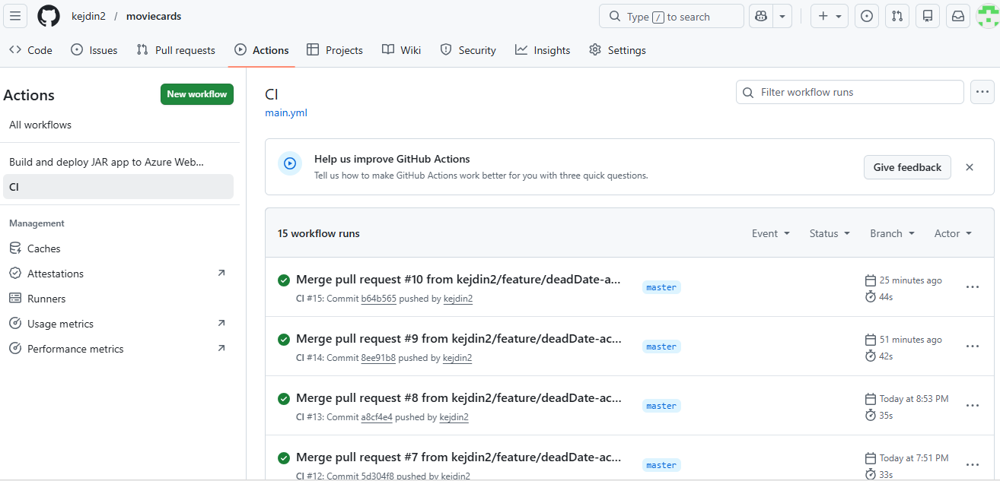 kejdin2 / moviecards
Type / to search
Code Issues Pull requests Actions Projects Wiki Security Insights Settings
Actions
New workflow
All workflows
Build and deploy JAR app to Azure Web...
CI
Management
Caches
Attestations
Runners
Usage metrics
Performance metrics
CI
main.yml
Filter workflow runs
Help us improve GitHub Actions
Tell us how to make GitHub Actions work better for you with three quick questions.
Give feedback
15 workflow runs
Event Status Branch Actor
Merge pull request #10 from kejdin2/feature/deadDate-a...
CI #15: Commit b64b565 pushed by kejdin2
master
25 minutes ago
44s
Merge pull request #9 from kejdin2/feature/deadDate-ac...
CI #14: Commit 8ee91b8 pushed by kejdin2
master
51 minutes ago
42s
Merge pull request #8 from kejdin2/feature/deadDate-ac...
CI #13: Commit a8cf4e4 pushed by kejdin2
master
Today at 8:53 PM
35s
Merge pull request #7 from kejdin2/feature/deadDate-ac...
CI #12: Commit 5d304f8 pushed by kejdin2
master
Today at 7:51 PM
33s